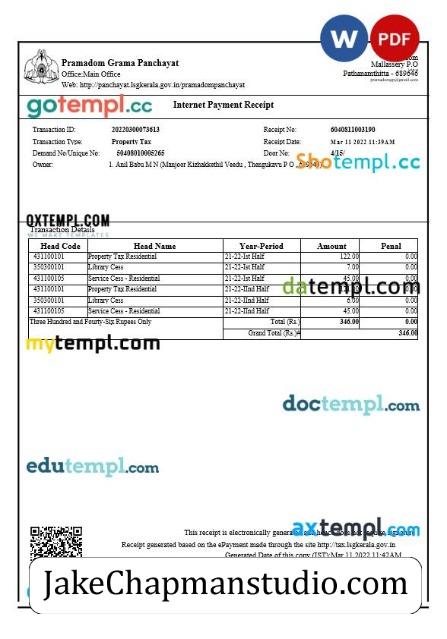 W
PDF
Pramadom Grama Panchayat
Office:Main Office
Mallassery P.O
Pathanamthitta - 689646
Web: http://panchayat.lsgkerala.gov.in/pramadompanchayat
gotempl.cc
Internet Payment Receipt
Transaction ID: 20220300073613 Receipt No: 6040811003190
Transaction Type: Property Tax Receipt Date: Mar 11 2022 11:39AM
Demand No/Unique No: 50408010005265 Door No: 4/15/
Owner: 1. Anil Babu M N (Manjoor Kizhakkethil Veedu , Thengukavu P O
Shotempl.cc
OXTEMPL.COM
WE MAKE TEMPLATES
Transaction Details
Head Code Head Name Year-Period Amount Penal
431100101 Property Tax Residential 21-22-Ist Half 122.00 0.00
350300101 Library Cess 21-22-Ist Half 7.00 0.00
431100105 Service Cess - Residential 21-22-Ist Half 45.00 0.00
431100101 Property Tax Residential 21-22-IInd Half 0.00
datempl.com
350300101 Library Cess 21-22-IInd Half 6.00 0.00
431100105 Service Cess - Residential 21-22-IInd Half 45.00 0.00
Three Hundred and Fourty-Six Rupees Only Total (Rs.) 346.00 0.00
Grand Total (Rs.) 346.00
mytempl.com
doctempl.com
edutempl.com
axtempl.com
This receipt is electronically generated
Receipt generated based on the ePayment made through the site http://tax.lsgkerala.gov.in
Generated Date of this copy (IST):Mar 11 2022 11:42AM
JakeChapmanstudio.com